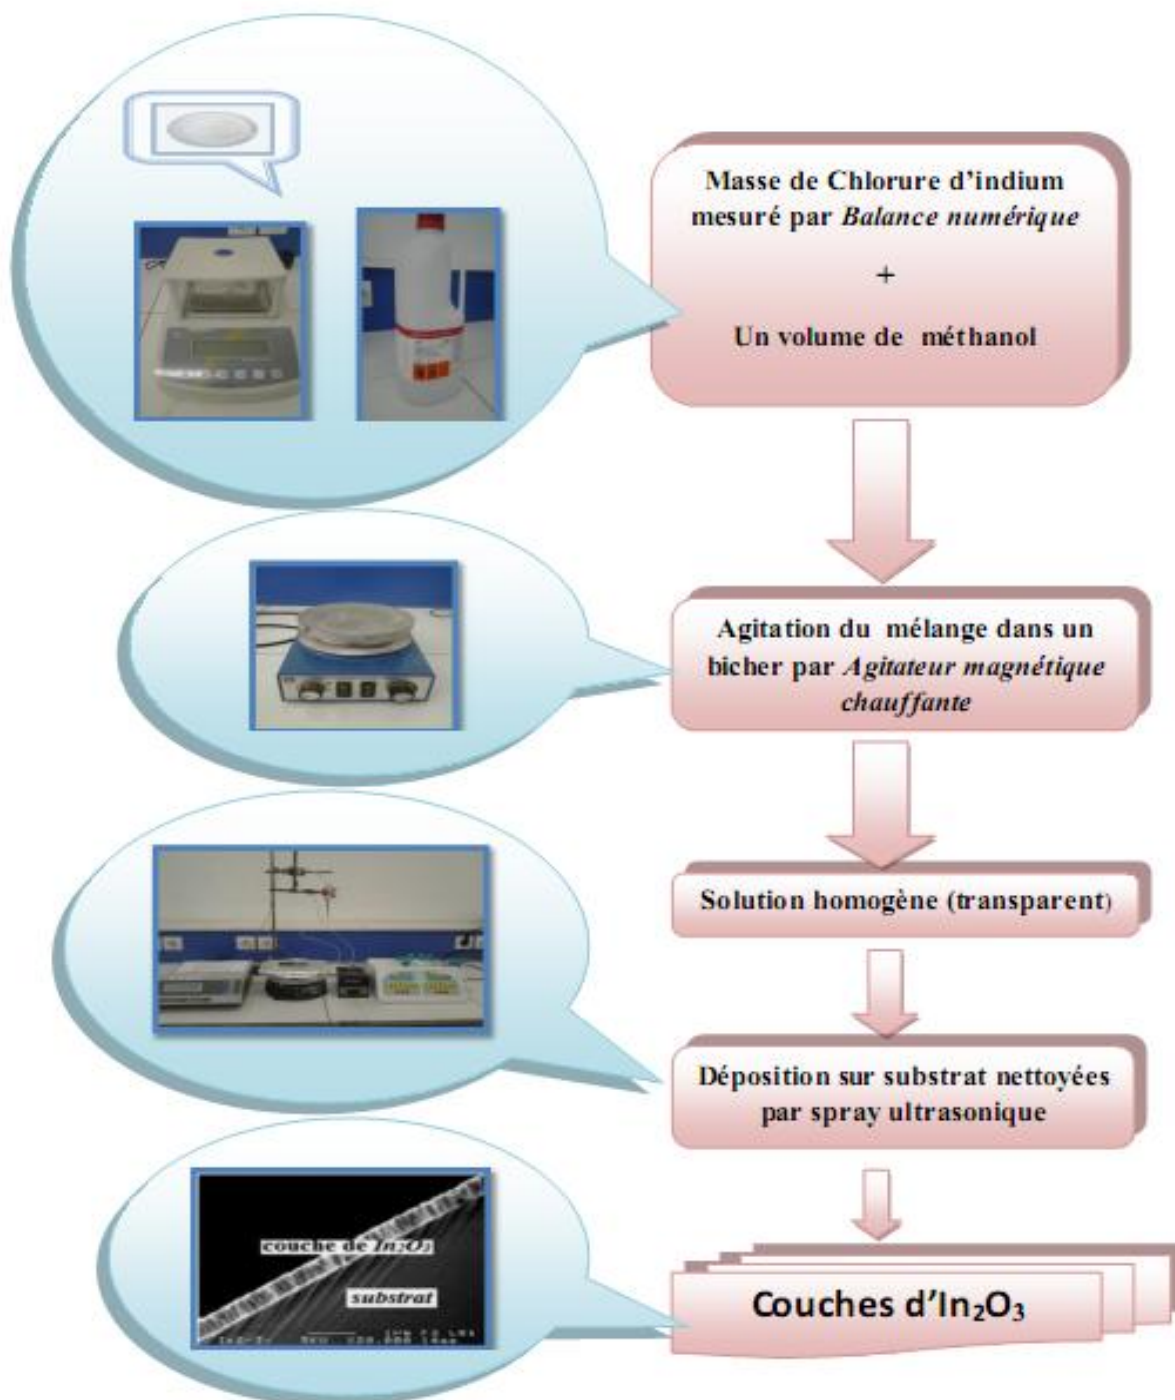 Masse de Chlorure d'indium
mesuré par Balance numérique
+
Un volume de méthanol
Agitation du mélange dans un
bicher par Agitateur magnétique
chauffante
Solution homogène (transparent)
Déposition sur substrat nettoyées
par spray ultrasonique
couche de In₂O₃
substrat
Couches d'In₂O₃